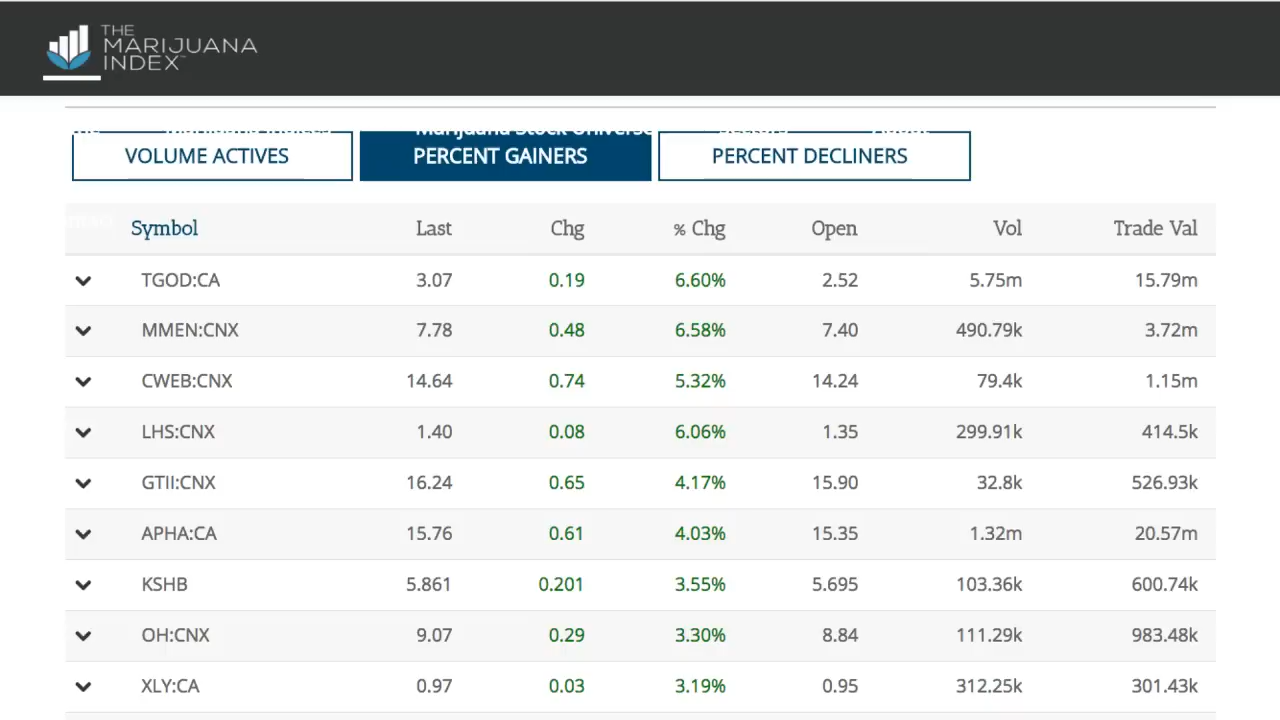 THE
MARIJUANA
INDEX™
VOLUME ACTIVES PERCENT GAINERS PERCENT DECLINERS
Symbol Last Chg % Chg Open Vol Trade Val
TGOD:CA 3.07 0.19 6.60% 2.52 5.75m 15.79m
MMEN:CNX 7.78 0.48 6.58% 7.40 490.79k 3.72m
CWEB:CNX 14.64 0.74 5.32% 14.24 79.4k 1.15m
LHS:CNX 1.40 0.08 6.06% 1.35 299.91k 414.5k
GTII:CNX 16.24 0.65 4.17% 15.90 32.8k 526.93k
APHA:CA 15.76 0.61 4.03% 15.35 1.32m 20.57m
KSHB 5.861 0.201 3.55% 5.695 103.36k 600.74k
OH:CNX 9.07 0.29 3.30% 8.84 111.29k 983.48k
XLY:CA 0.97 0.03 3.19% 0.95 312.25k 301.43k